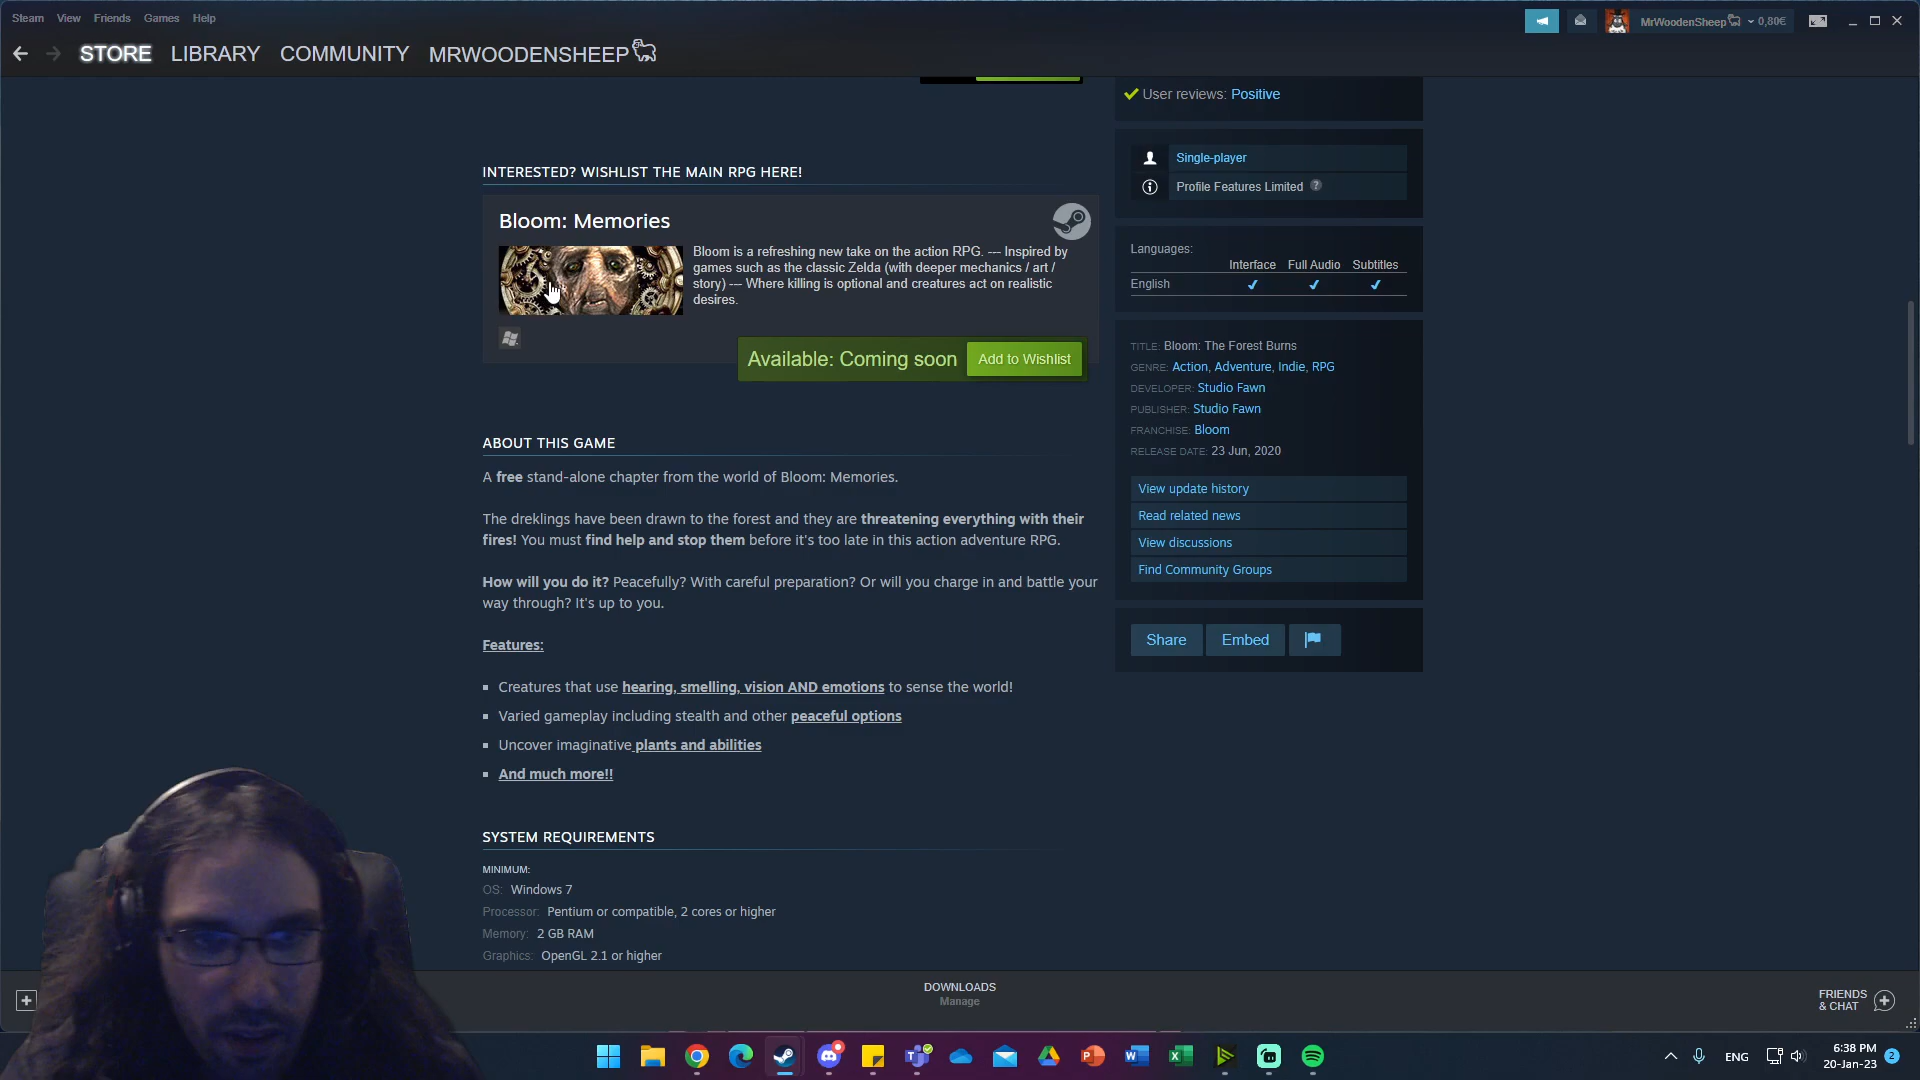 Steam View Friends Games Help
MrWoodenSheep 0,80€
STORE LIBRARY COMMUNITY MRWOODENSHEEP
User reviews: Positive
INTERESTED? WISHLIST THE MAIN RPG HERE!
Bloom: Memories
Bloom is a refreshing new take on the action RPG. --- Inspired by
games such as the classic Zelda (with deeper mechanics / art /
story) --- Where killing is optional and creatures act on realistic
desires.
Available: Coming soon Add to Wishlist
Single-player
Profile Features Limited ?
Languages:
Interface Full Audio Subtitles
English ✔ ✔ ✔
TITLE: Bloom: The Forest Burns
GENRE: Action, Adventure, Indie, RPG
DEVELOPER: Studio Fawn
PUBLISHER: Studio Fawn
FRANCHISE: Bloom
RELEASE DATE: 23 Jun, 2020
View update history
Read related news
View discussions
Find Community Groups
Share Embed
ABOUT THIS GAME
A free stand-alone chapter from the world of Bloom: Memories.
The dreklings have been drawn to the forest and they are threatening everything with their
fires! You must find help and stop them before it's too late in this action adventure RPG.
How will you do it? Peacefully? With careful preparation? Or will you charge in and battle your
way through? It's up to you.
Features:
Creatures that use hearing, smelling, vision AND emotions to sense the world!
Varied gameplay including stealth and other peaceful options
Uncover imaginative plants and abilities
And much more!!
SYSTEM REQUIREMENTS
MINIMUM:
OS: Windows 7
Processor: Pentium or compatible, 2 cores or higher
Memory: 2 GB RAM
Graphics: OpenGL 2.1 or higher
DOWNLOADS
Manage
FRIENDS
& CHAT
ENG
6:38 PM
20-Jan-23
2